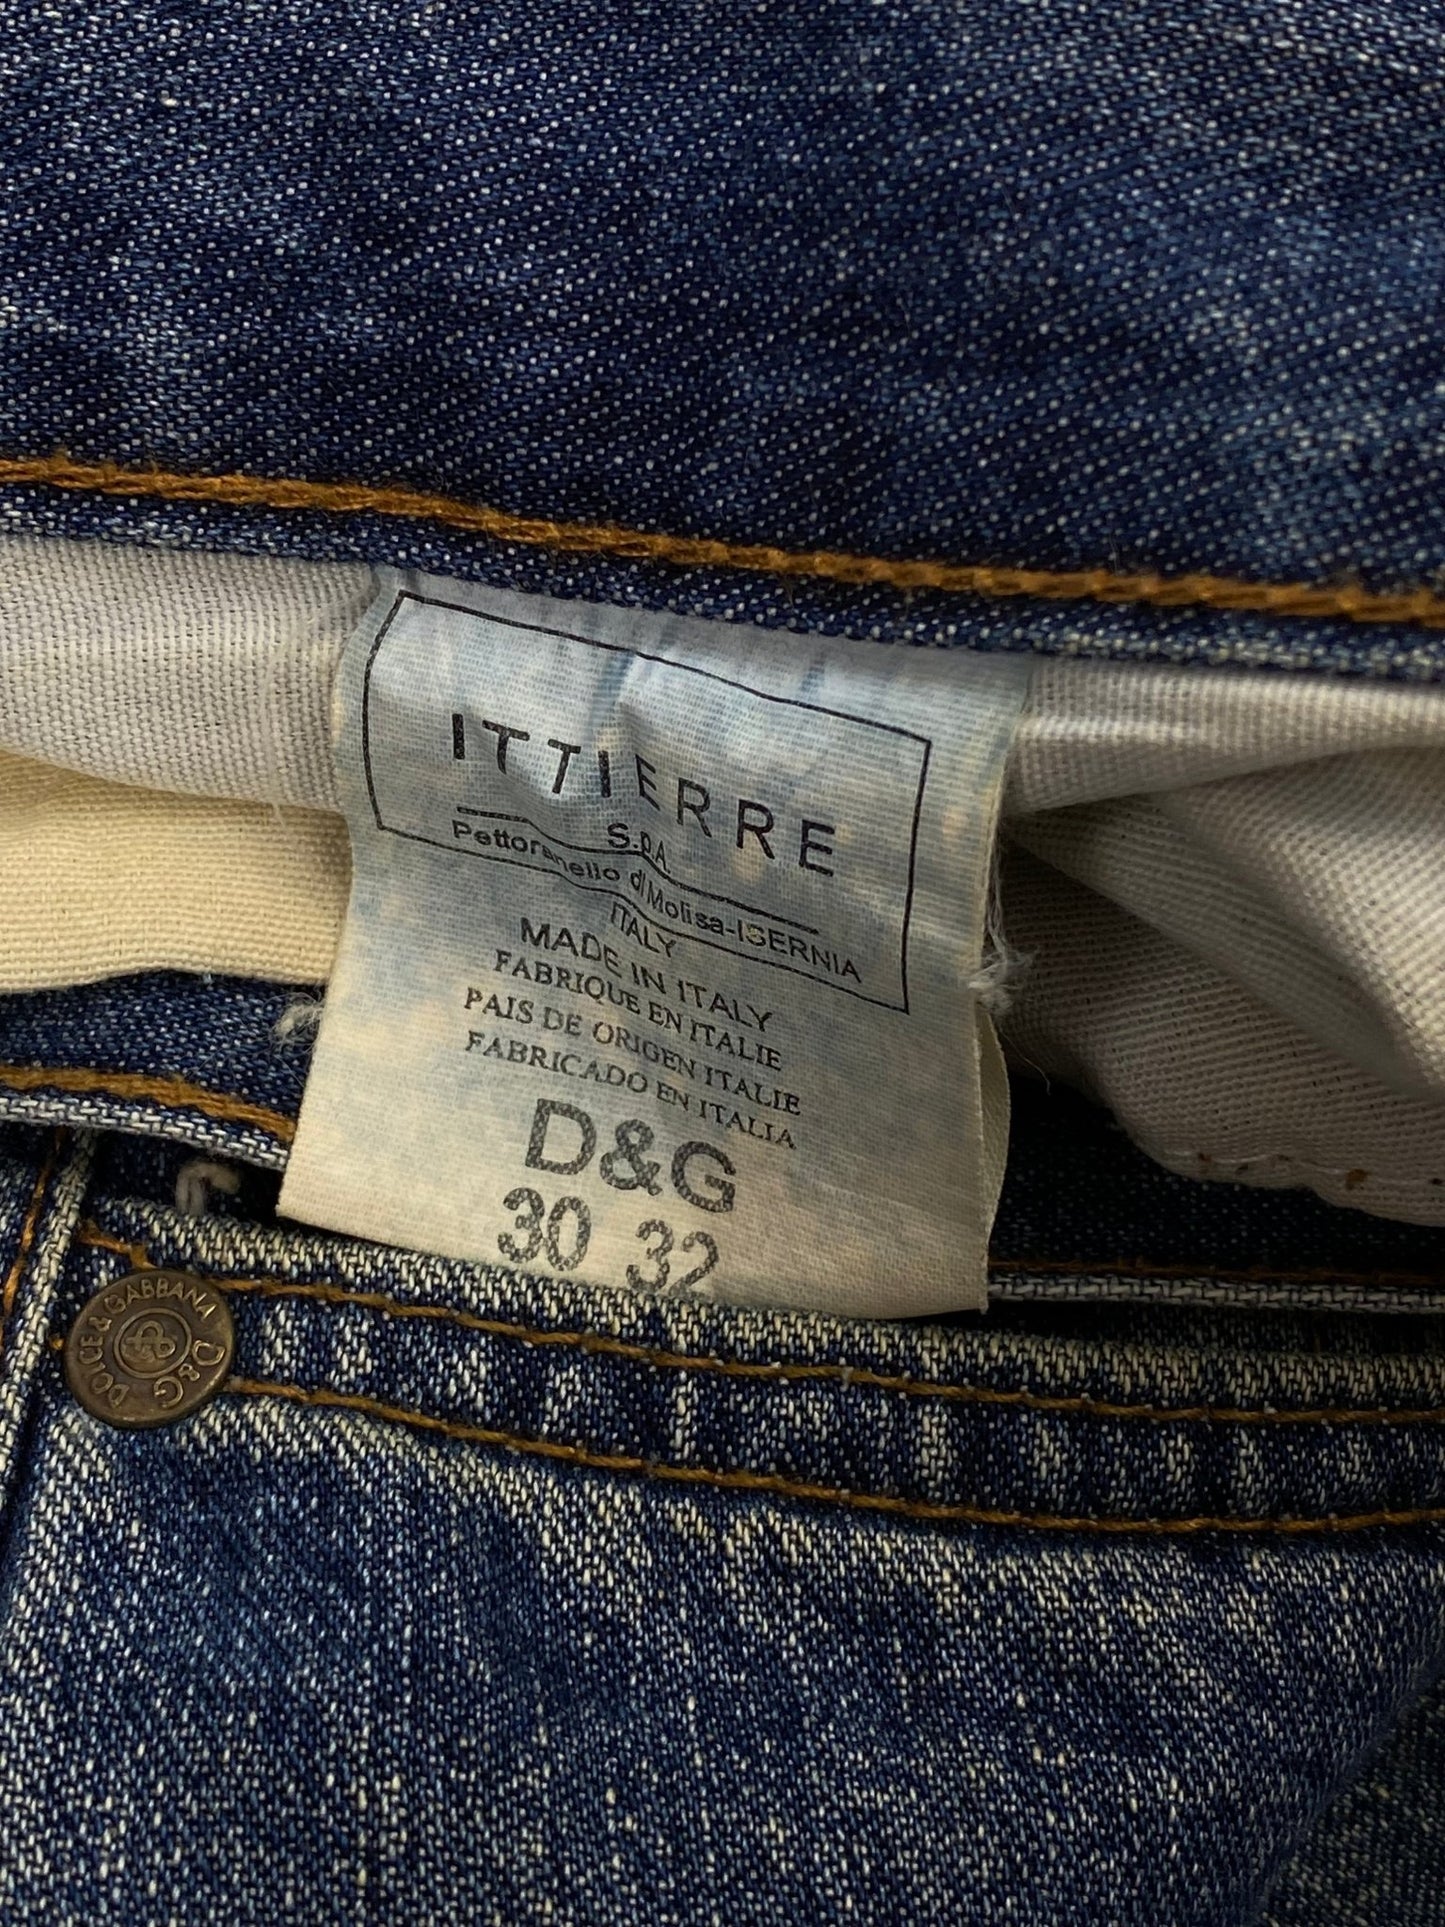 ITTIERRE
S.p.A.
Pettoranello di Molisa-ISERNIA
ITALY
MADE IN ITALY
FABRIQUE EN ITALIE
PAIS DE ORIGEN ITALIE
FABRICADO EN ITALIA
D&G
30 32
DOLCE & GABBANA D&G